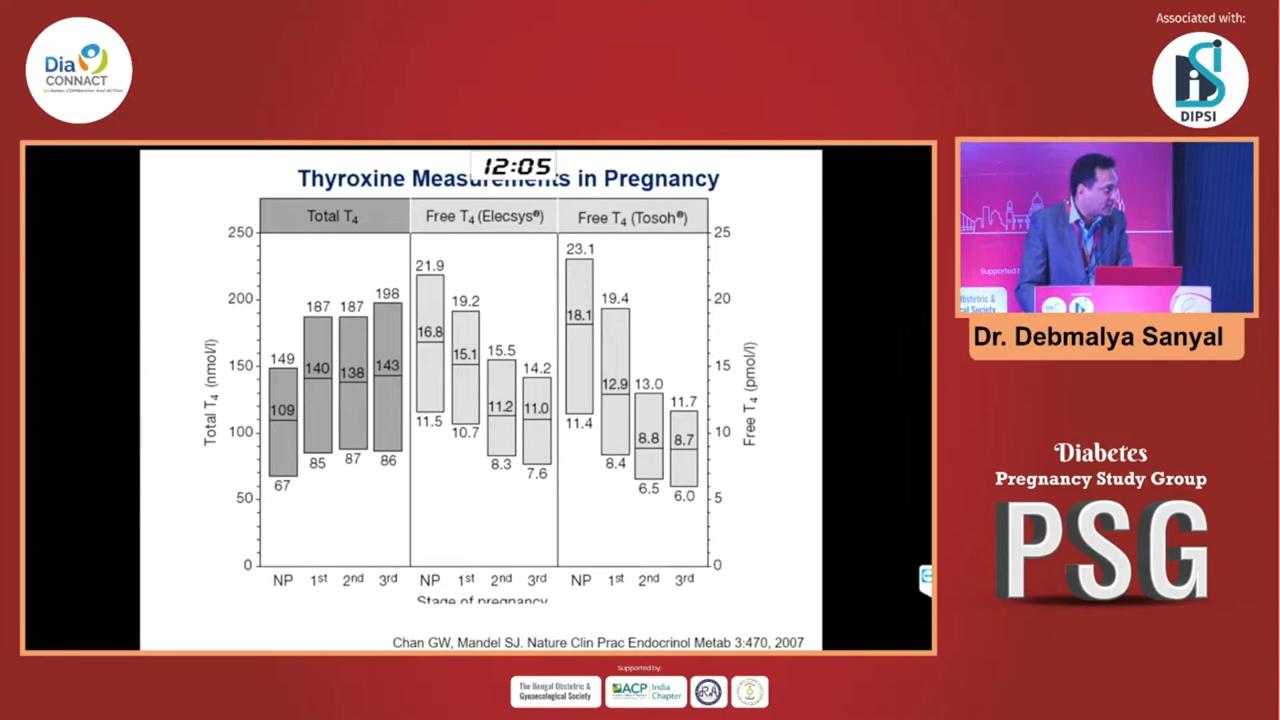 Dia
CONNACT
Associated with:
DIPSI
12:05
Thyroxine Measurements in Pregnancy
Total T₄
Free T₄ (Elecsys®)
Free T₄ (Tosoh®)
Total T₄ (nmol/l)
250
200
150
100
50
0
149
109
67
187
140
85
187
138
87
198
143
86
21.9
16.8
11.5
19.2
15.1
10.7
15.5
11.2
8.3
14.2
11.0
7.6
23.1
18.1
11.4
19.4
12.9
8.4
13.0
8.8
6.5
11.7
8.7
6.0
25
20
15
10
5
0
Free T₄ (pmol/l)
NP 1st 2nd 3rd
NP 1st 2nd 3rd
NP 1st 2nd 3rd
Stage of pregnancy
Chan GW, Mandel SJ. Nature Clin Prac Endocrinol Metab 3:470, 2007
Supported b
bstetric &
cal Society
Dr. Debmalya Sanyal
Diabetes
Pregnancy Study Group
PSG
Supported by:
The Bengal Obstetric &
Gynaecological Society
ACP
India
Chapter